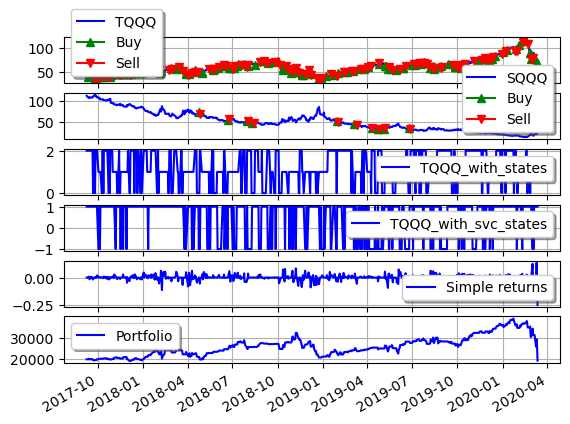 TQQQ
Buy
Sell
100
50
SQQQ
Buy
Sell
100
50
TQQQ_with_states
2
0
TQQQ_with_svc_states
1
0
−1
Simple returns
0.00
−0.25
Portfolio
30000
20000
2017-10 2018-01 2018-04 2018-07 2018-10 2019-01 2019-04 2019-07 2019-10 2020-01 2020-04